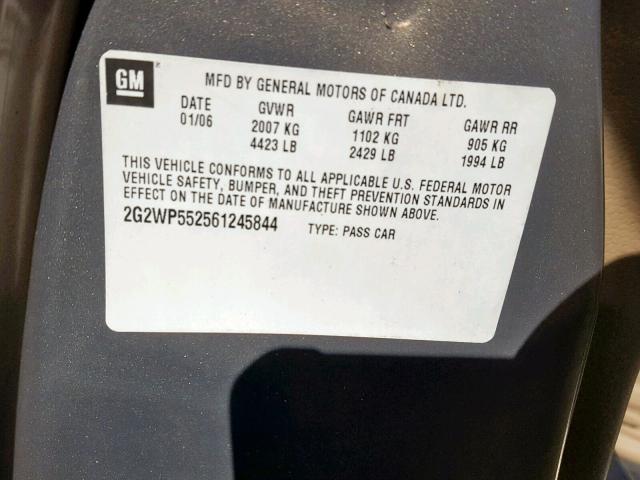 GM
MFD BY GENERAL MOTORS OF CANADA LTD.
DATE GVWR GAWR FRT GAWR RR
01/06 2007 KG 1102 KG 905 KG
4423 LB 2429 LB 1994 LB
THIS VEHICLE CONFORMS TO ALL APPLICABLE U.S. FEDERAL MOTOR
VEHICLE SAFETY, BUMPER, AND THEFT PREVENTION STANDARDS IN
EFFECT ON THE DATE OF MANUFACTURE SHOWN ABOVE.
2G2WP552561245844 TYPE: PASS CAR